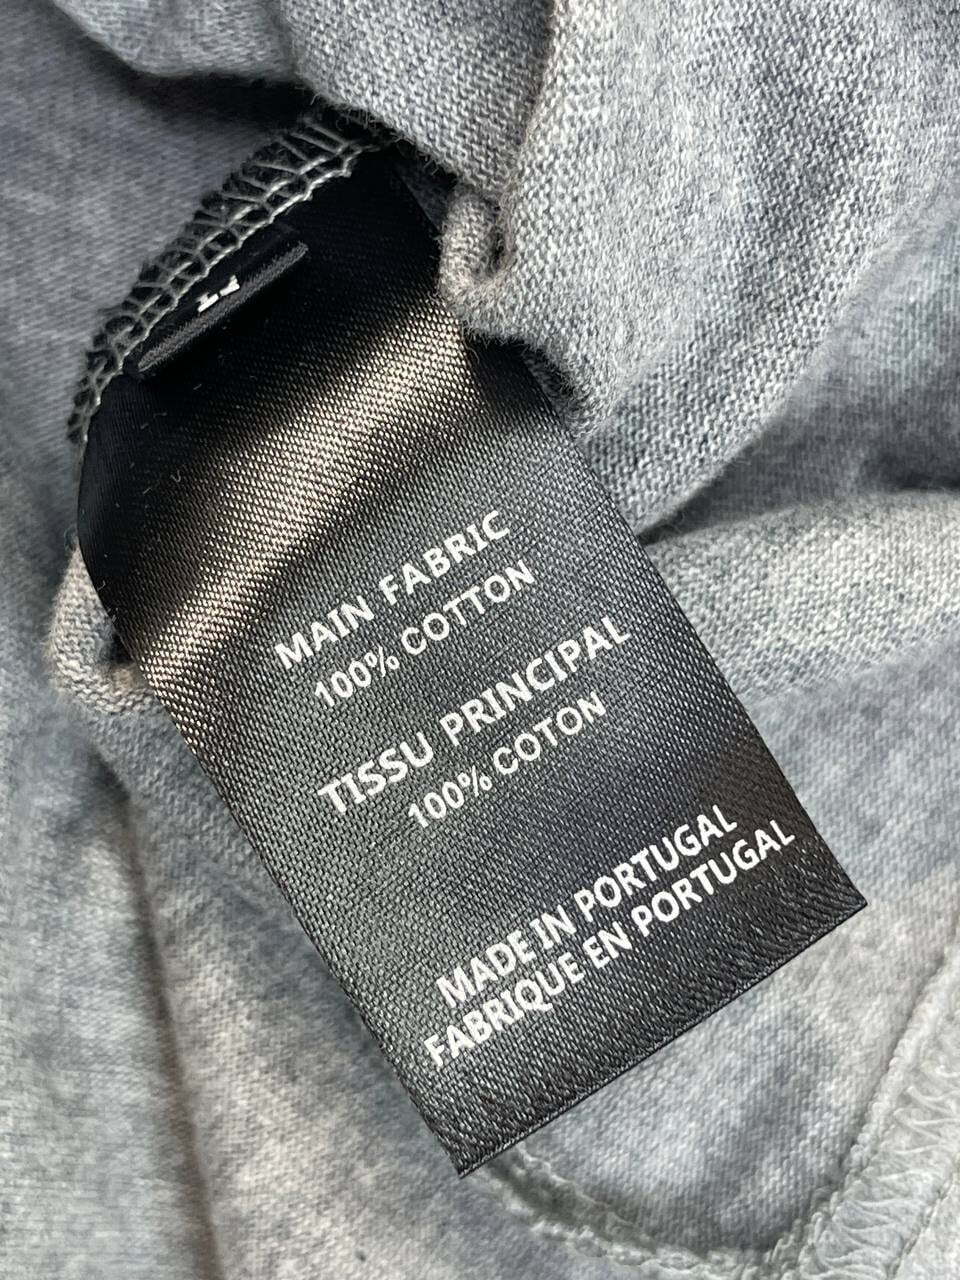 MAIN FABRIC
100% COTTON
TISSU PRINCIPAL
100% COTON
MADE IN PORTUGAL
FABRIQUE EN PORTUGAL